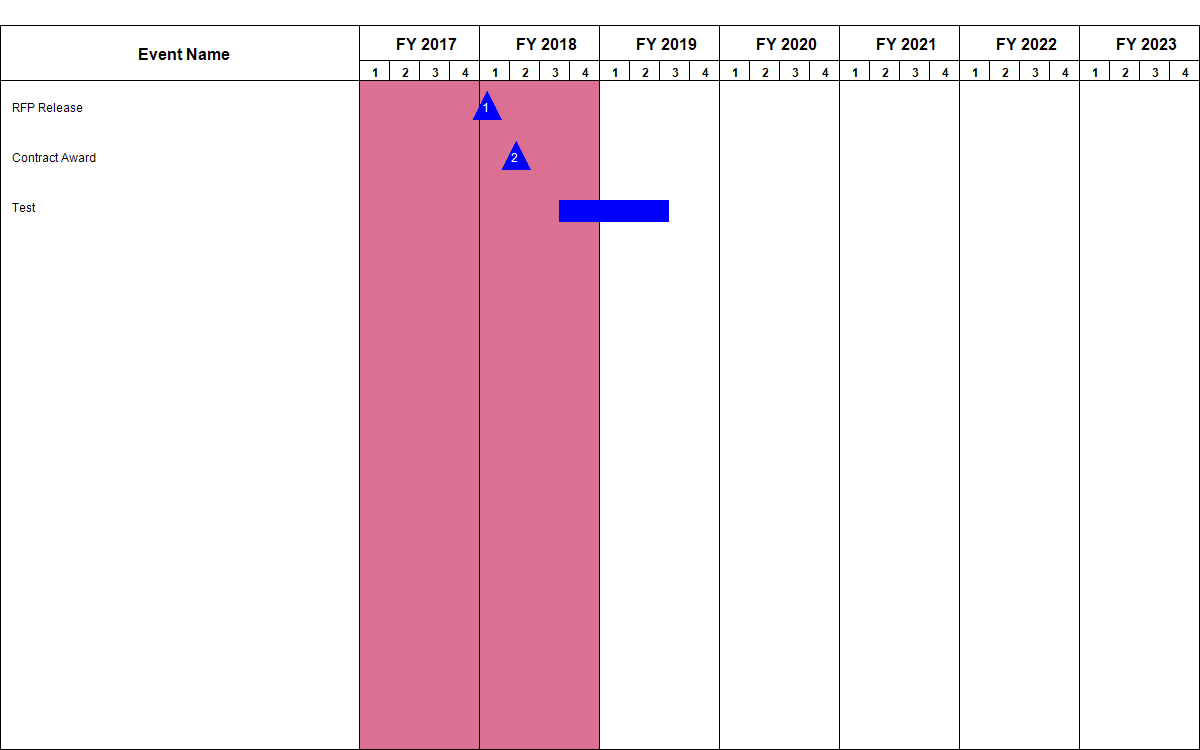 Event Name FY 2017 FY 2018 FY 2019 FY 2020 FY 2021 FY 2022 FY 2023
1 2 3 4 1 2 3 4 1 2 3 4 1 2 3 4 1 2 3 4 1 2 3 4 1 2 3 4
RFP Release 1
Contract Award 2
Test